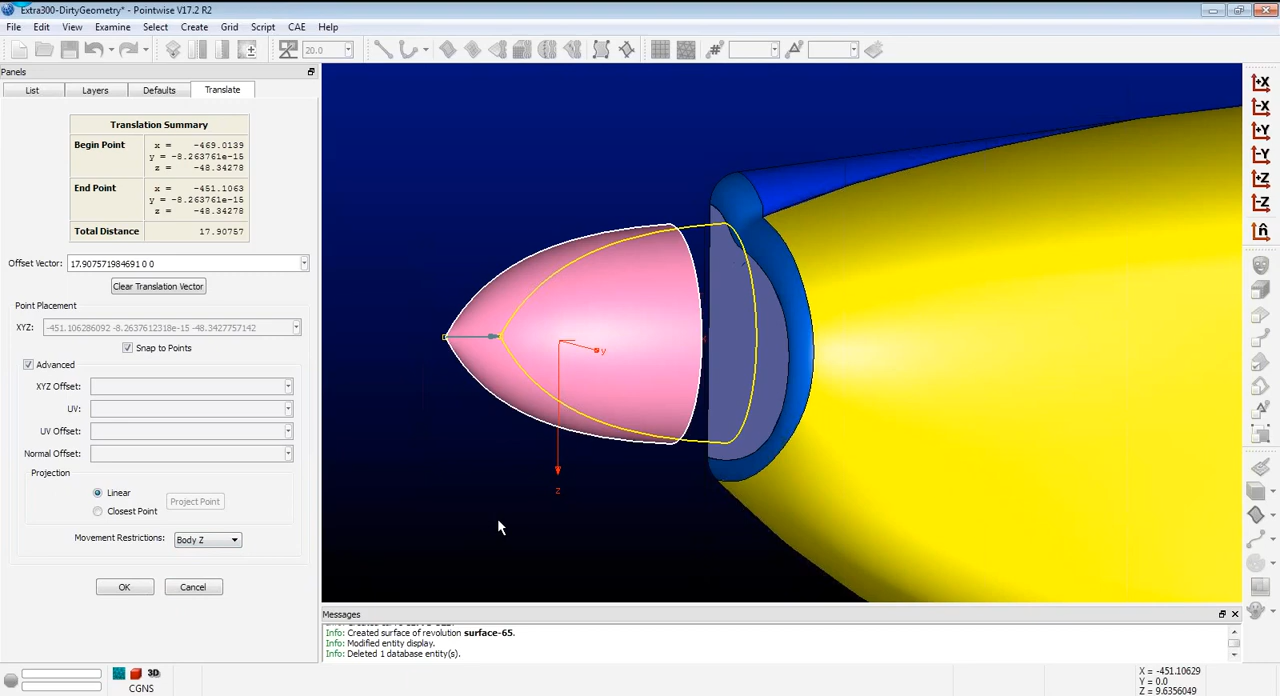 Extra300-DirtyGeometry* - Pointwise V17.2 R2
File Edit View Examine Select Create Grid Script CAE Help
20.0
Panels
List Layers Defaults Translate
Translation Summary
Begin Point x = -469.0139
y = -8.263761e-15
z = -48.34278
End Point x = -451.1063
y = -8.263761e-15
z = -48.34278
Total Distance 17.90757
Offset Vector: 17.907571984691 0 0
Clear Translation Vector
Point Placement
XYZ: -451.106286092 -8.2637612318e-15 -48.3427757142
Snap to Points
Advanced
XYZ Offset:
UV:
UV Offset:
Normal Offset:
Projection
Linear
Project Point
Closest Point
Movement Restrictions: Body Z
OK Cancel
y
z
+X
-X
+Y
-Y
+Z
-Z
n
Messages
Info: Created surface of revolution surface-65.
Info: Modified entity display.
Info: Deleted 1 database entity(s).
3D
CGNS
X = -451.10629
Y = 0.0
Z = 9.6356049